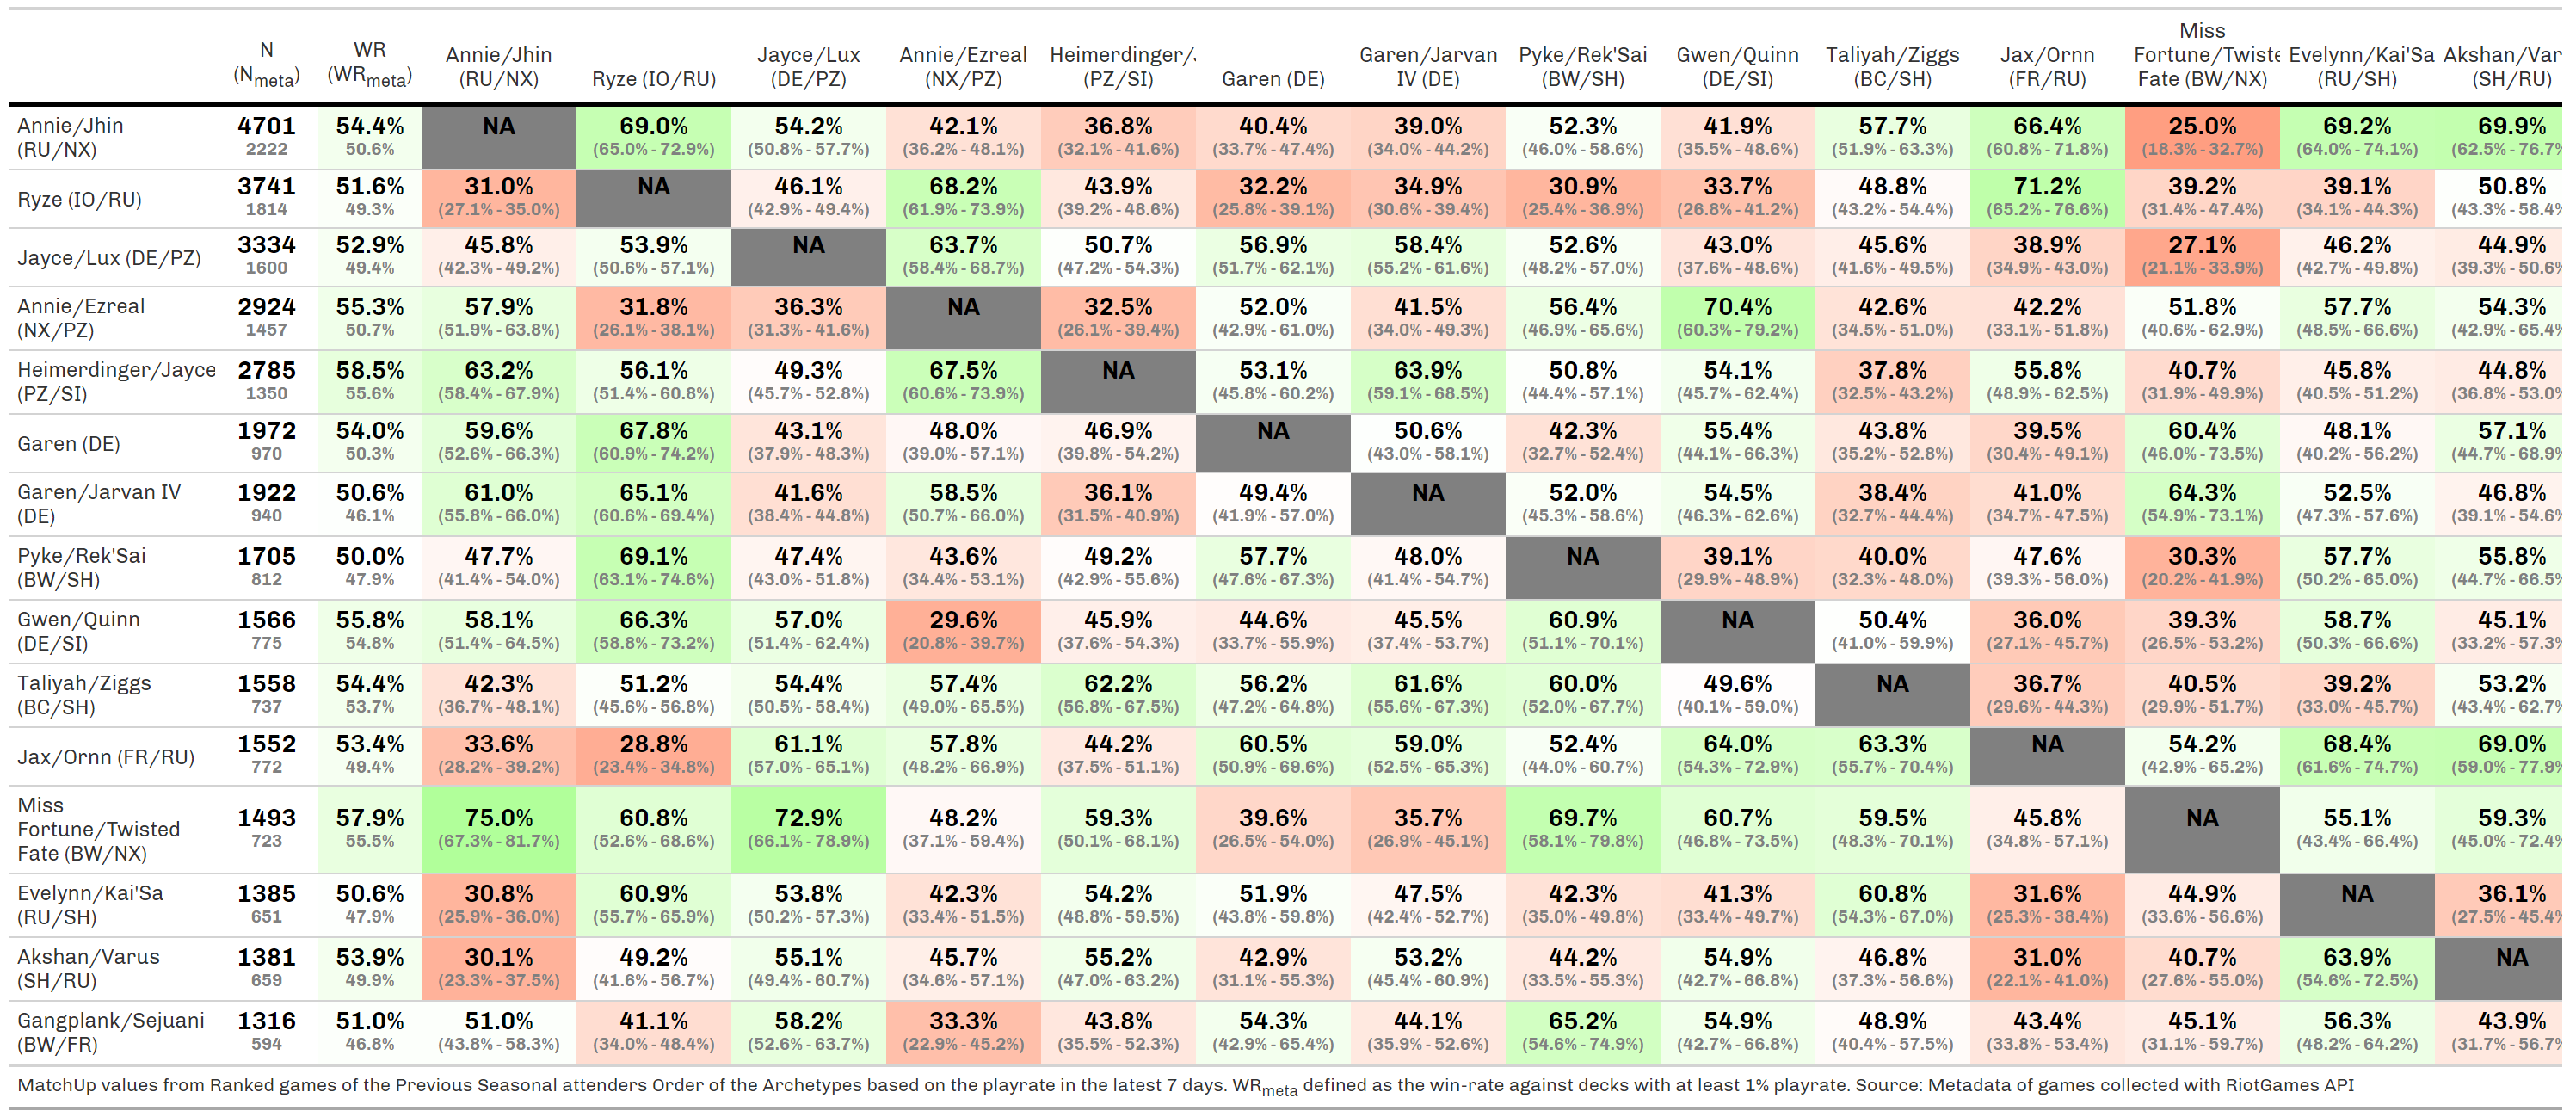 N (N_meta) WR (WR_meta) Annie/Jhin (RU/NX) Ryze (IO/RU) Jayce/Lux (DE/PZ) Annie/Ezreal (NX/PZ) Heimerdinger/ (PZ/SI) Garen (DE) Garen/Jarvan IV (DE) Pyke/Rek'Sai (BW/SH) Gwen/Quinn (DE/SI) Taliyah/Ziggs (BC/SH) Jax/Ornn (FR/RU) Miss Fortune/Twiste Fate (BW/NX) Evelynn/Kai'Sa (RU/SH) Akshan/Var (SH/RU)
Annie/Jhin 4701 54.4% NA 69.0% 54.2% 42.1% 36.8% 40.4% 39.0% 52.3% 41.9% 57.7% 66.4% 25.0% 69.2% 69.9%
(RU/NX) 2222 50.6% (65.0% - 72.9%) (50.8% - 57.7%) (36.2% - 48.1%) (32.1% - 41.6%) (33.7% - 47.4%) (34.0% - 44.2%) (46.0% - 58.6%) (35.5% - 48.6%) (51.9% - 63.3%) (60.8% - 71.8%) (18.3% - 32.7%) (64.0% - 74.1%) (62.5% - 76.7%
Ryze (IO/RU) 3741 51.6% 31.0% NA 46.1% 68.2% 43.9% 32.2% 34.9% 30.9% 33.7% 48.8% 71.2% 39.2% 39.1% 50.8%
1814 49.3% (27.1% - 35.0%) (42.9% - 49.4%) (61.9% - 73.9%) (39.2% - 48.6%) (25.8% - 39.1%) (30.6% - 39.4%) (25.4% - 36.9%) (26.8% - 41.2%) (43.2% - 54.4%) (65.2% - 76.6%) (31.4% - 47.4%) (34.1% - 44.3%) (43.3% - 58.4%
Jayce/Lux (DE/PZ) 3334 52.9% 45.8% 53.9% NA 63.7% 50.7% 56.9% 58.4% 52.6% 43.0% 45.6% 38.9% 27.1% 46.2% 44.9%
1600 49.4% (42.3% - 49.2%) (50.6% - 57.1%) (58.4% - 68.7%) (47.2% - 54.3%) (51.7% - 62.1%) (55.2% - 61.6%) (48.2% - 57.0%) (37.6% - 48.6%) (41.6% - 49.5%) (34.9% - 43.0%) (21.1% - 33.9%) (42.7% - 49.8%) (39.3% - 50.6%
Annie/Ezreal 2924 55.3% 57.9% 31.8% 36.3% NA 32.5% 52.0% 41.5% 56.4% 70.4% 42.6% 42.2% 51.8% 57.7% 54.3%
(NX/PZ) 1457 50.7% (51.9% - 63.8%) (26.1% - 38.1%) (31.3% - 41.6%) (26.1% - 39.4%) (42.9% - 61.0%) (34.0% - 49.3%) (46.9% - 65.6%) (60.3% - 79.2%) (34.5% - 51.0%) (33.1% - 51.8%) (40.6% - 62.9%) (48.5% - 66.6%) (42.9% - 65.4%
Heimerdinger/Jayce 2785 58.5% 63.2% 56.1% 49.3% 67.5% NA 53.1% 63.9% 50.8% 54.1% 37.8% 55.8% 40.7% 45.8% 44.8%
(PZ/SI) 1350 55.6% (58.4% - 67.9%) (51.4% - 60.8%) (45.7% - 52.8%) (60.6% - 73.9%) (45.8% - 60.2%) (59.1% - 68.5%) (44.4% - 57.1%) (45.7% - 62.4%) (32.5% - 43.2%) (48.9% - 62.5%) (31.9% - 49.9%) (40.5% - 51.2%) (36.8% - 53.0%
Garen (DE) 1972 54.0% 59.6% 67.8% 43.1% 48.0% 46.9% NA 50.6% 42.3% 55.4% 43.8% 39.5% 60.4% 48.1% 57.1%
970 50.3% (52.6% - 66.3%) (60.9% - 74.2%) (37.9% - 48.3%) (39.0% - 57.1%) (39.8% - 54.2%) (43.0% - 58.1%) (32.7% - 52.4%) (44.1% - 66.3%) (35.2% - 52.8%) (30.4% - 49.1%) (46.0% - 73.5%) (40.2% - 56.2%) (44.7% - 68.9%
Garen/Jarvan IV 1922 50.6% 61.0% 65.1% 41.6% 58.5% 36.1% 49.4% NA 52.0% 54.5% 38.4% 41.0% 64.3% 52.5% 46.8%
(DE) 940 46.1% (55.8% - 66.0%) (60.6% - 69.4%) (38.4% - 44.8%) (50.7% - 66.0%) (31.5% - 40.9%) (41.9% - 57.0%) (45.3% - 58.6%) (46.3% - 62.6%) (32.7% - 44.4%) (34.7% - 47.5%) (54.9% - 73.1%) (47.3% - 57.6%) (39.1% - 54.6%
Pyke/Rek'Sai 1705 50.0% 47.7% 69.1% 47.4% 43.6% 49.2% 57.7% 48.0% NA 39.1% 40.0% 47.6% 30.3% 57.7% 55.8%
(BW/SH) 812 47.9% (41.4% - 54.0%) (63.1% - 74.6%) (43.0% - 51.8%) (34.4% - 53.1%) (42.9% - 55.6%) (47.6% - 67.3%) (41.4% - 54.7%) (29.9% - 48.9%) (32.3% - 48.0%) (39.3% - 56.0%) (20.2% - 41.9%) (50.2% - 65.0%) (44.7% - 66.5%
Gwen/Quinn 1566 55.8% 58.1% 66.3% 57.0% 29.6% 45.9% 44.6% 45.5% 60.9% NA 50.4% 36.0% 39.3% 58.7% 45.1%
(DE/SI) 775 54.8% (51.4% - 64.5%) (58.8% - 73.2%) (51.4% - 62.4%) (20.8% - 39.7%) (37.6% - 54.3%) (33.7% - 55.9%) (37.4% - 53.7%) (51.1% - 70.1%) (41.0% - 59.9%) (27.1% - 45.7%) (26.5% - 53.2%) (50.3% - 66.6%) (33.2% - 57.3%
Taliyah/Ziggs 1558 54.4% 42.3% 51.2% 54.4% 57.4% 62.2% 56.2% 61.6% 60.0% 49.6% NA 36.7% 40.5% 39.2% 53.2%
(BC/SH) 737 53.7% (36.7% - 48.1%) (45.6% - 56.8%) (50.5% - 58.4%) (49.0% - 65.5%) (56.8% - 67.5%) (47.2% - 64.8%) (55.6% - 67.3%) (52.0% - 67.7%) (40.1% - 59.0%) (29.6% - 44.3%) (29.9% - 51.7%) (33.0% - 45.7%) (43.4% - 62.7%
Jax/Ornn (FR/RU) 1552 53.4% 33.6% 28.8% 61.1% 57.8% 44.2% 60.5% 59.0% 52.4% 64.0% 63.3% NA 54.2% 68.4% 69.0%
772 49.4% (28.2% - 39.2%) (23.4% - 34.8%) (57.0% - 65.1%) (48.2% - 66.9%) (37.5% - 51.1%) (50.9% - 69.6%) (52.5% - 65.3%) (44.0% - 60.7%) (54.3% - 72.9%) (55.7% - 70.4%) (42.9% - 65.2%) (61.6% - 74.7%) (59.0% - 77.9%
Miss
Fortune/Twisted 1493 57.9% 75.0% 60.8% 72.9% 48.2% 59.3% 39.6% 35.7% 69.7% 60.7% 59.5% 45.8% NA 55.1% 59.3%
Fate (BW/NX) 723 55.5% (67.3% - 81.7%) (52.6% - 68.6%) (66.1% - 78.9%) (37.1% - 59.4%) (50.1% - 68.1%) (26.5% - 54.0%) (26.9% - 45.1%) (58.1% - 79.8%) (46.8% - 73.5%) (48.3% - 70.1%) (34.8% - 57.1%) (43.4% - 66.4%) (45.0% - 72.4%
Evelynn/Kai'Sa 1385 50.6% 30.8% 60.9% 53.8% 42.3% 54.2% 51.9% 47.5% 42.3% 41.3% 60.8% 31.6% 44.9% NA 36.1%
(RU/SH) 651 47.9% (25.9% - 36.0%) (55.7% - 65.9%) (50.2% - 57.3%) (33.4% - 51.5%) (48.8% - 59.5%) (43.8% - 59.8%) (42.4% - 52.7%) (35.0% - 49.8%) (33.4% - 49.7%) (54.3% - 67.0%) (25.3% - 38.4%) (33.6% - 56.6%) (27.5% - 45.4%
Akshan/Varus 1381 53.9% 30.1% 49.2% 55.1% 45.7% 55.2% 42.9% 53.2% 44.2% 54.9% 46.8% 31.0% 40.7% 63.9% NA
(SH/RU) 659 49.9% (23.3% - 37.5%) (41.6% - 56.7%) (49.4% - 60.7%) (34.6% - 57.1%) (47.0% - 63.2%) (31.1% - 55.3%) (45.4% - 60.9%) (33.5% - 55.3%) (42.7% - 66.8%) (37.3% - 56.6%) (22.1% - 41.0%) (27.6% - 55.0%) (54.6% - 72.5%)
Gangplank/Sejuani 1316 51.0% 51.0% 41.1% 58.2% 33.3% 43.8% 54.3% 44.1% 65.2% 54.9% 48.9% 43.4% 45.1% 56.3% 43.9%
(BW/FR) 594 46.8% (43.8% - 58.3%) (34.0% - 48.4%) (52.6% - 63.7%) (22.9% - 45.2%) (35.5% - 52.3%) (42.9% - 65.4%) (35.9% - 52.6%) (54.6% - 74.9%) (42.7% - 66.8%) (40.4% - 57.5%) (33.8% - 53.4%) (31.1% - 59.7%) (48.2% - 64.2%) (31.7% - 56.7%
MatchUp values from Ranked games of the Previous Seasonal attenders Order of the Archetypes based on the playrate in the latest 7 days. WR_meta defined as the win-rate against decks with at least 1% playrate. Source: Metadata of games collected with RiotGames API